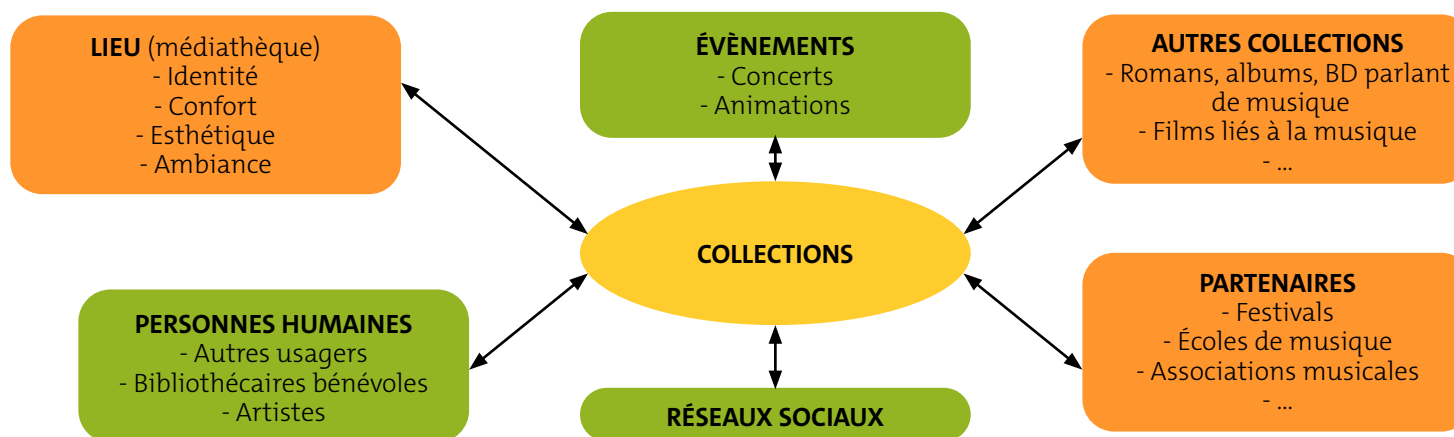 LIEU (médiathèque)
- Identité
- Confort
- Esthétique
- Ambiance
ÉVÈNEMENTS
- Concerts
- Animations
AUTRES COLLECTIONS
- Romans, albums, BD parlant
de musique
- Films liés à la musique
- ...
COLLECTIONS
PERSONNES HUMAINES
- Autres usagers
- Bibliothécaires bénévoles
- Artistes
RÉSEAUX SOCIAUX
PARTENAIRES
- Festivals
- Écoles de musique
- Associations musicales
- ...